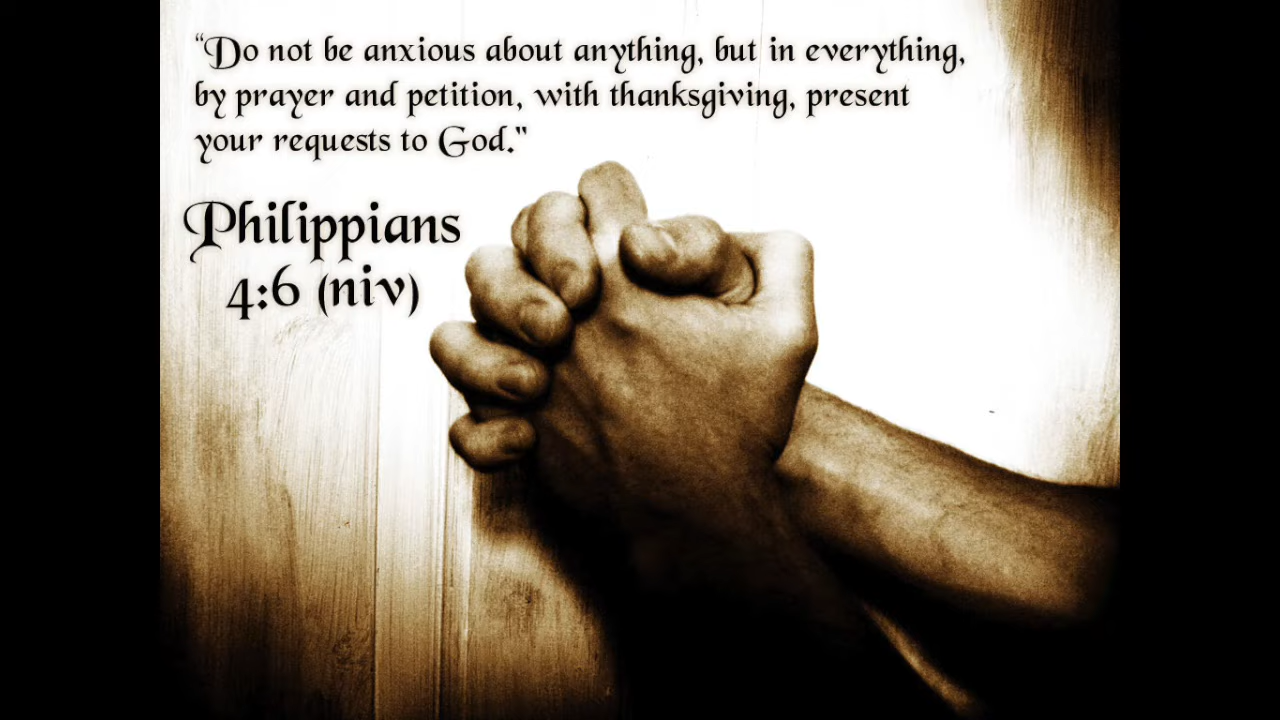 “Do not be anxious about anything, but in everything,
by prayer and petition, with thanksgiving, present
your requests to God."
Philippians
4:6 (niv)